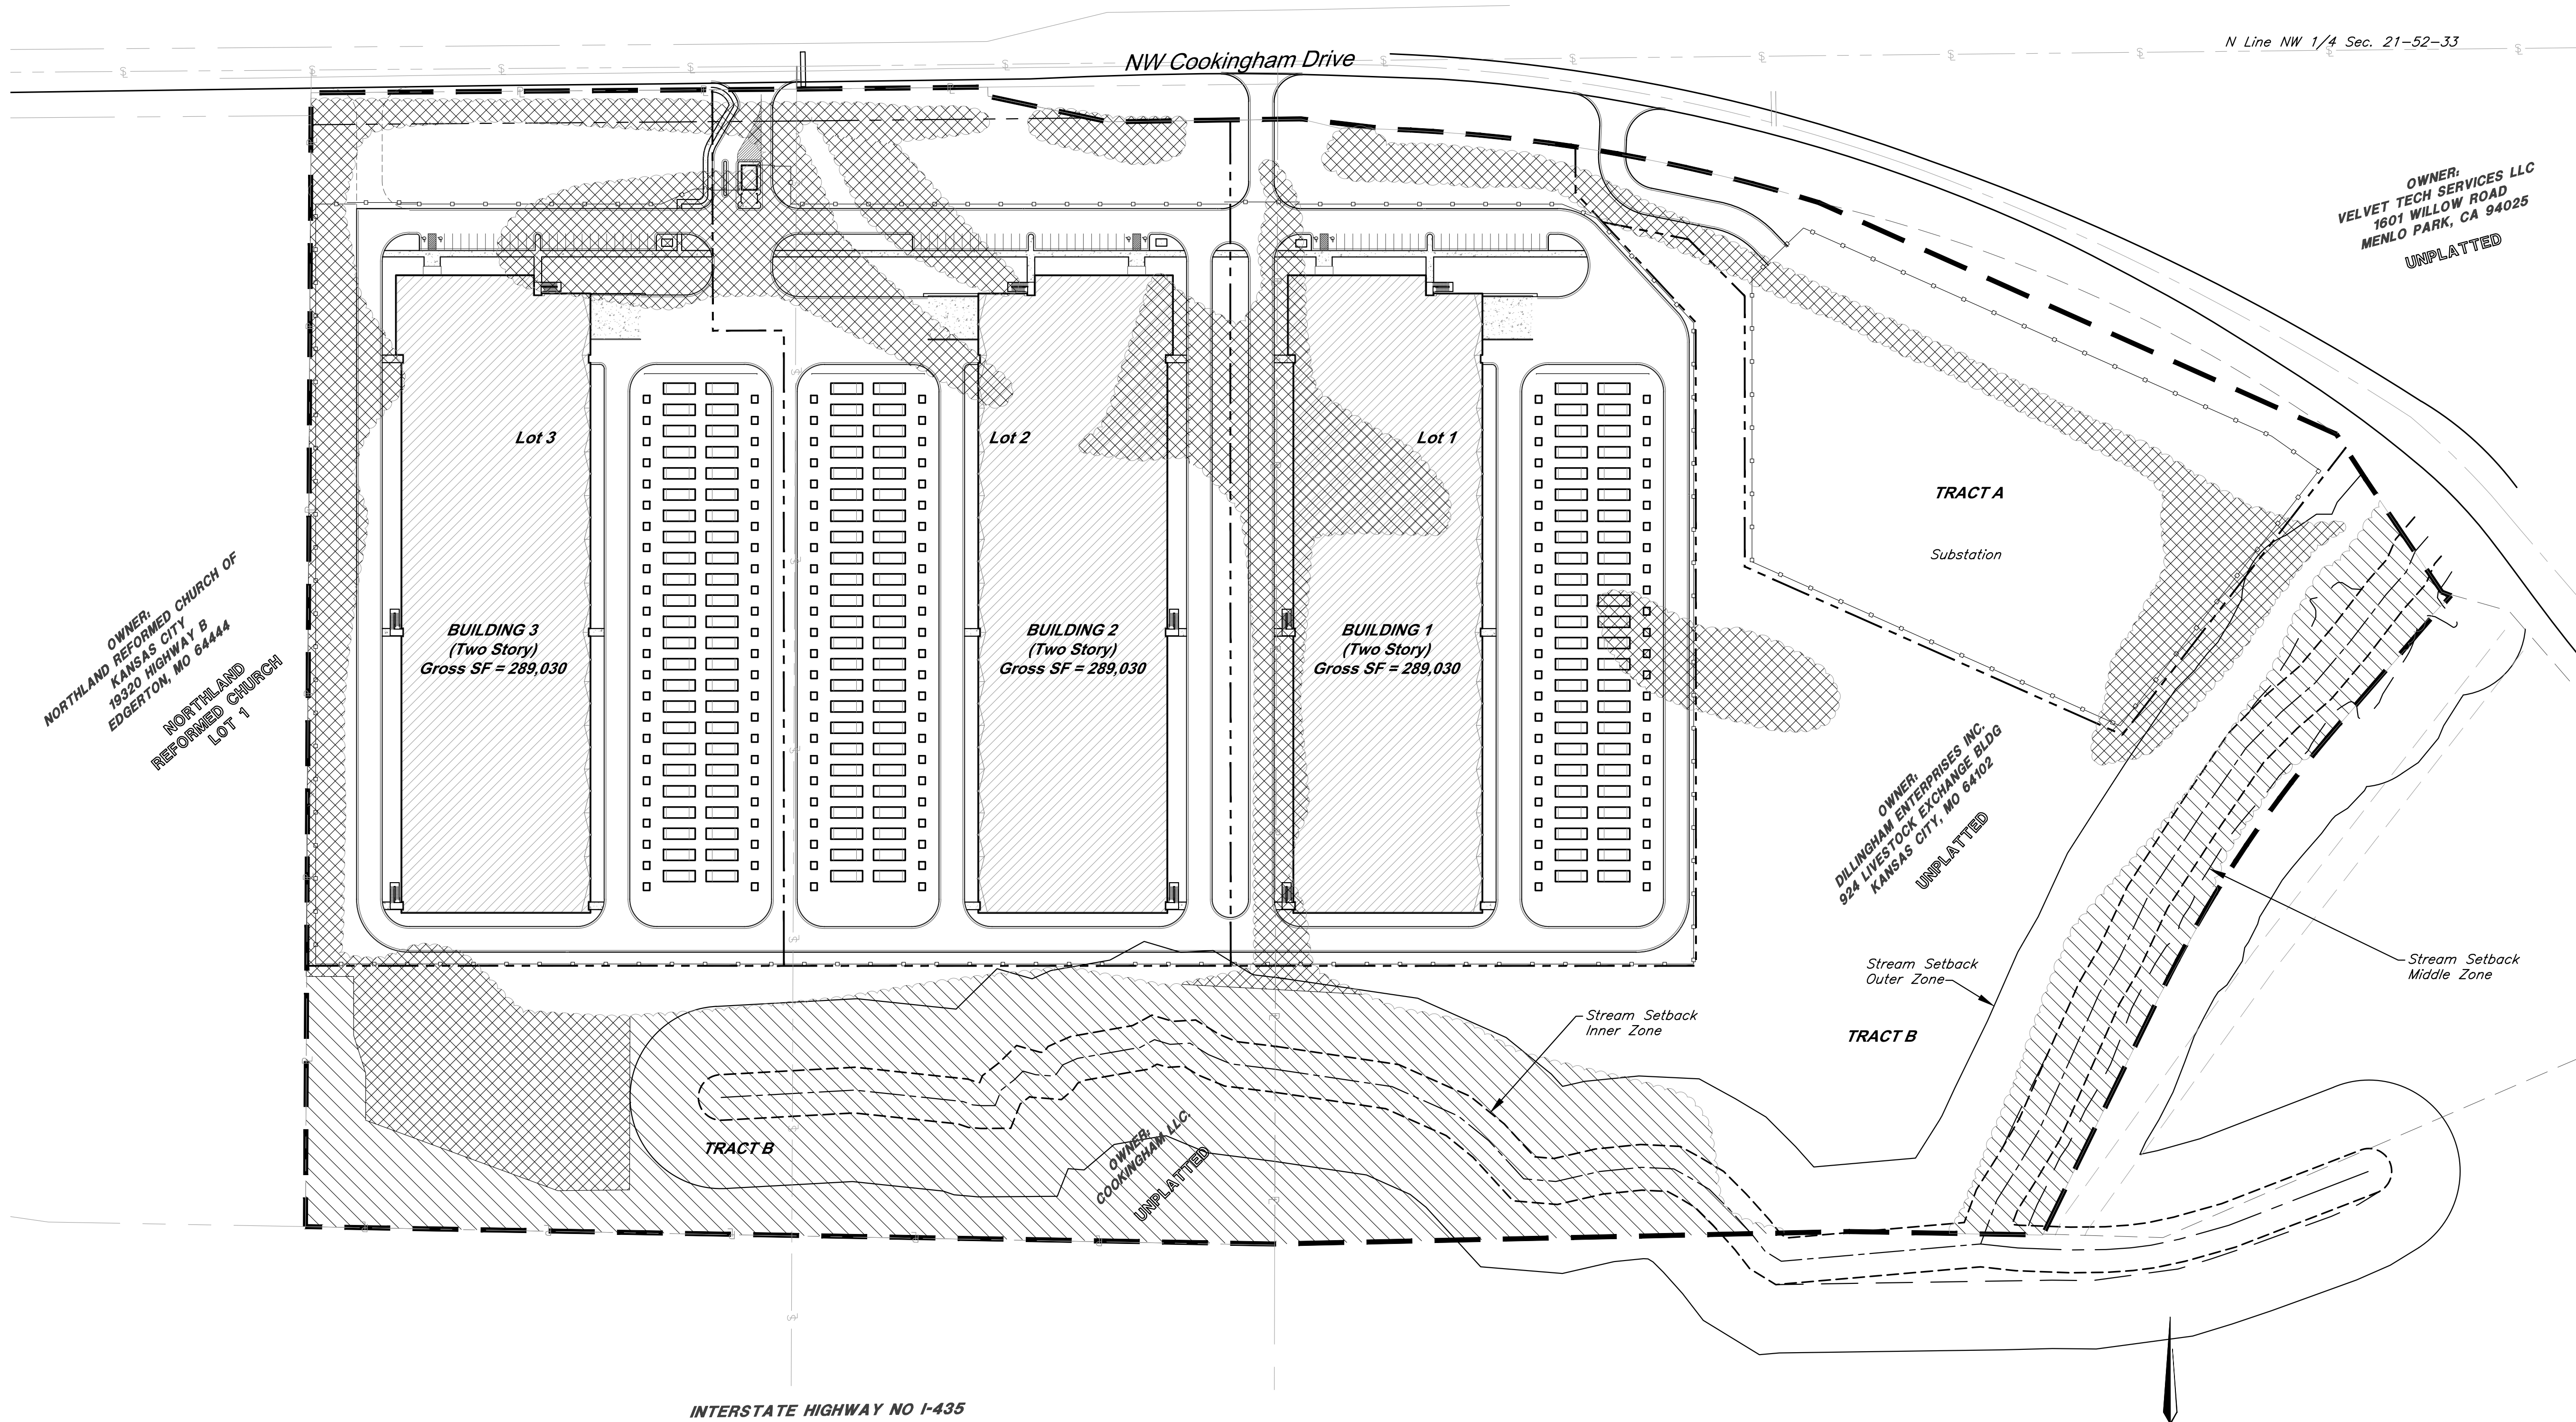 N Line NW 1/4 Sec. 21-52-33
NW Cookingham Drive
OWNER:
VELVET TECH SERVICES LLC
1601 WILLOW ROAD
MENLO PARK, CA 94025
UNPLATTED
Lot 3
Lot 2
Lot 1
TRACT A
Substation
OWNER:
NORTHLAND REFORMED CHURCH OF
KANSAS CITY
19320 HIGHWAY B
EDGERTON, MO 64444
NORTHLAND
REFORMED CHURCH
LOT 1
BUILDING 3
(Two Story)
Gross SF = 289,030
BUILDING 2
(Two Story)
Gross SF = 289,030
BUILDING 1
(Two Story)
Gross SF = 289,030
OWNER:
DILLINGHAM ENTERPRISES INC.
924 LIVESTOCK EXCHANGE BLDG
KANSAS CITY, MO 64102
UNPLATTED
Stream Setback
Outer Zone
Stream Setback
Middle Zone
Stream Setback
Inner Zone
TRACT B
TRACT B
OWNER:
COOKINGHAM LLC.
UNPLATTED
INTERSTATE HIGHWAY NO I-435